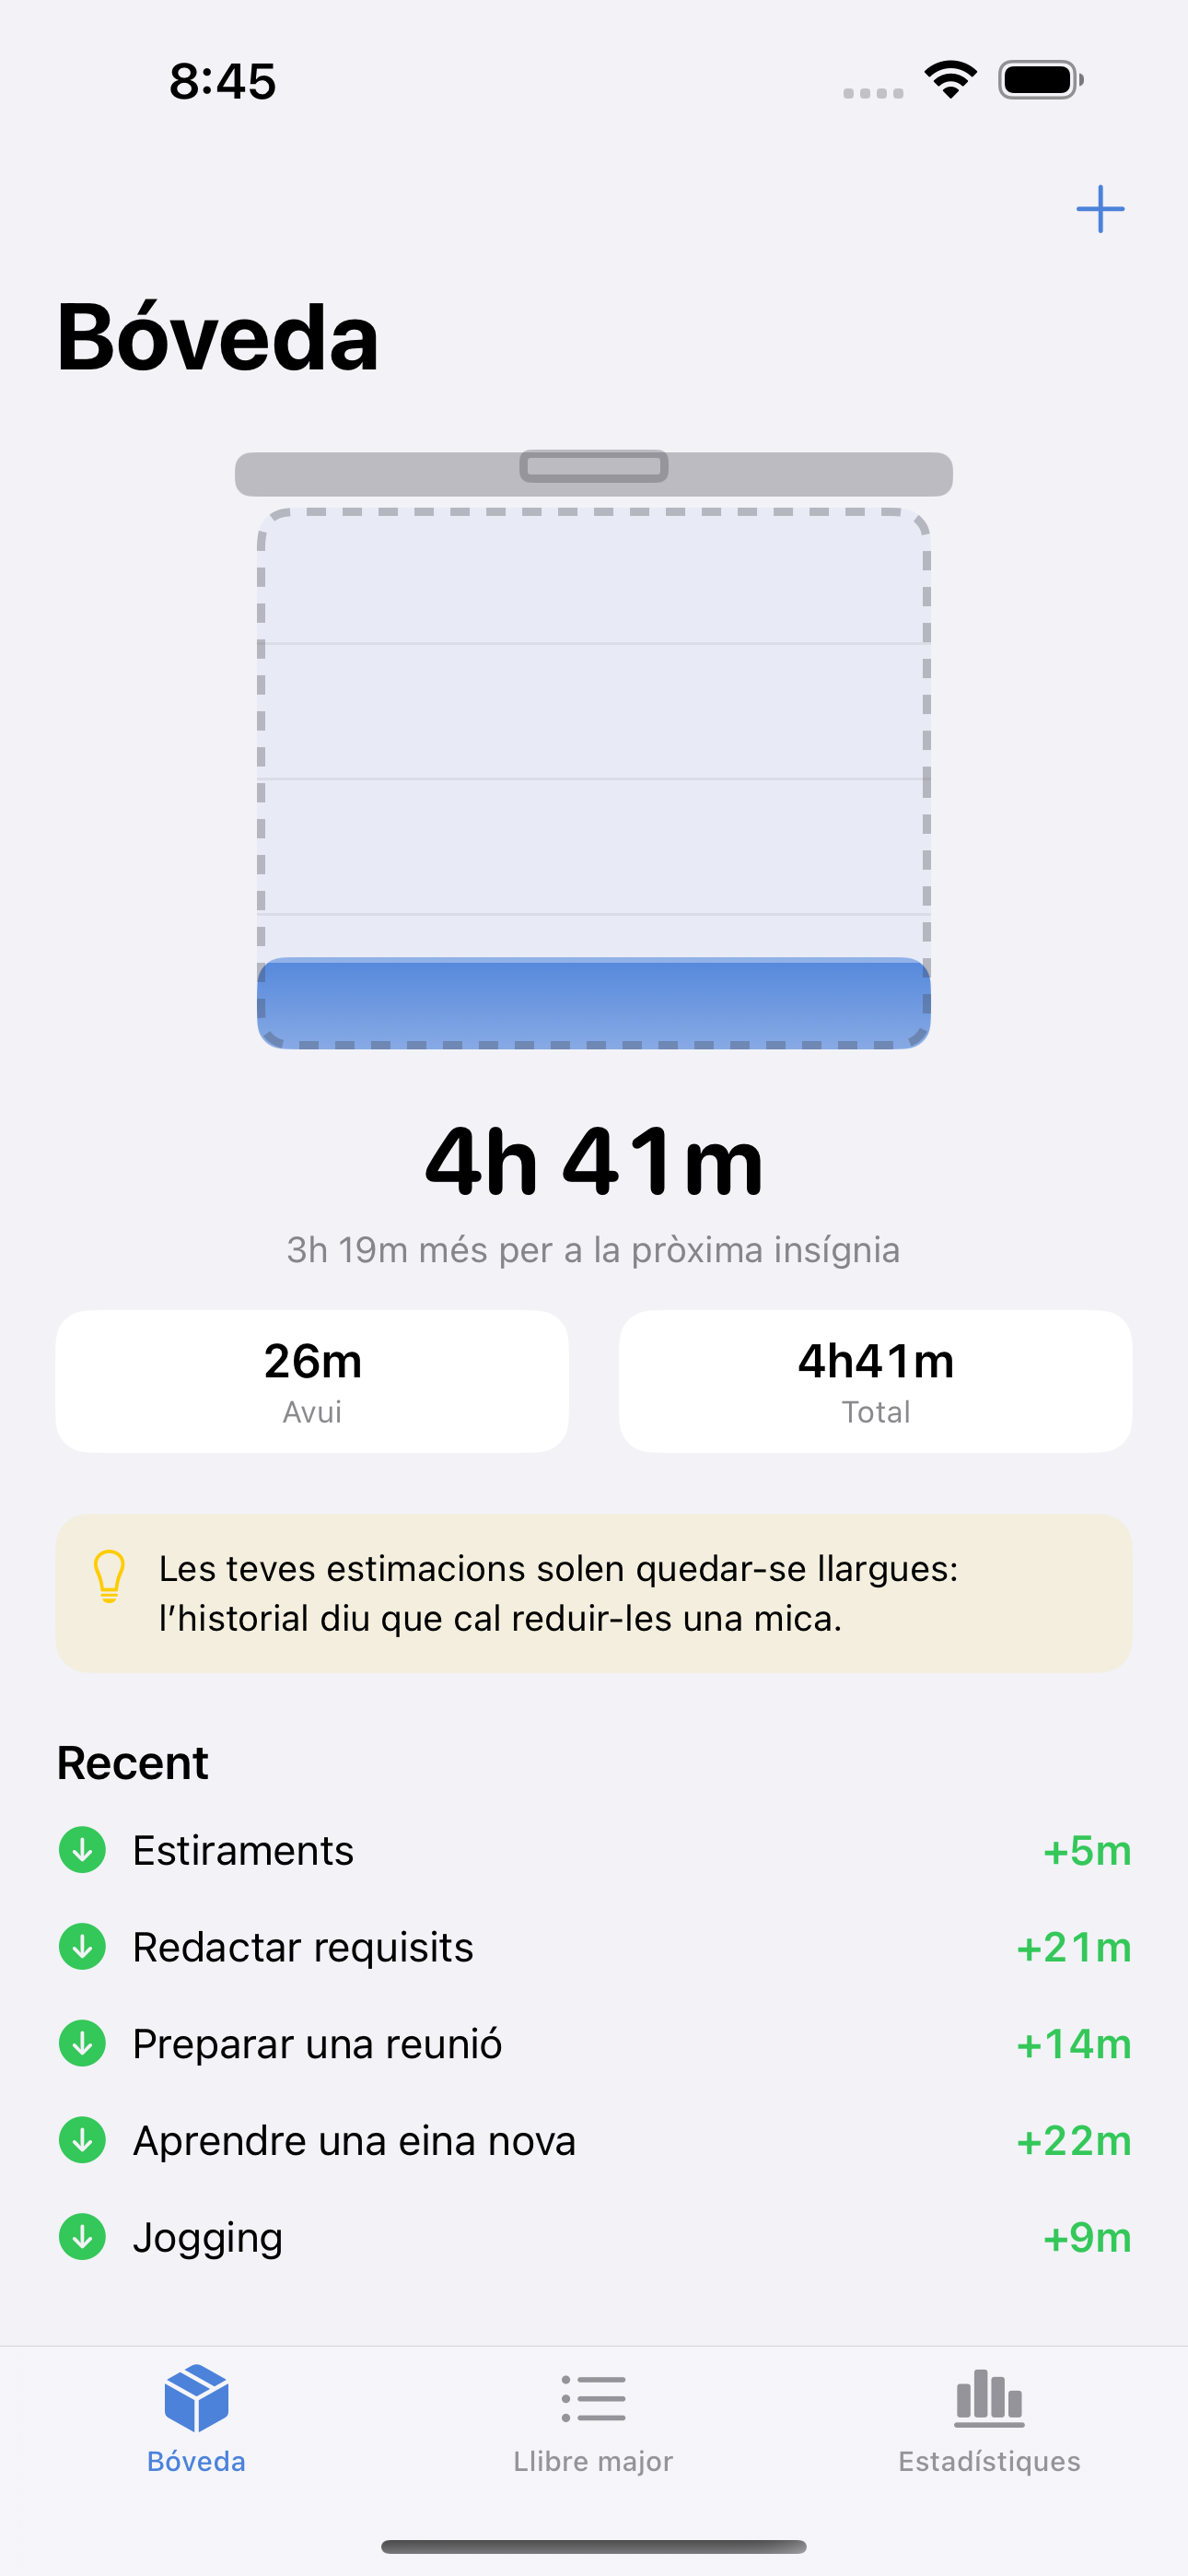 8:45
Bóveda
4h 41m
3h 19m més per a la pròxima insígnia
26m
Avui
4h41m
Total
Les teves estimacions solen quedar-se llargues:
l’historial diu que cal reduir-les una mica.
Recent
Estiraments +5m
Redactar requisits +21m
Preparar una reunió +14m
Aprendre una eina nova +22m
Jogging +9m
Bóveda
Llibre major
Estadístiques